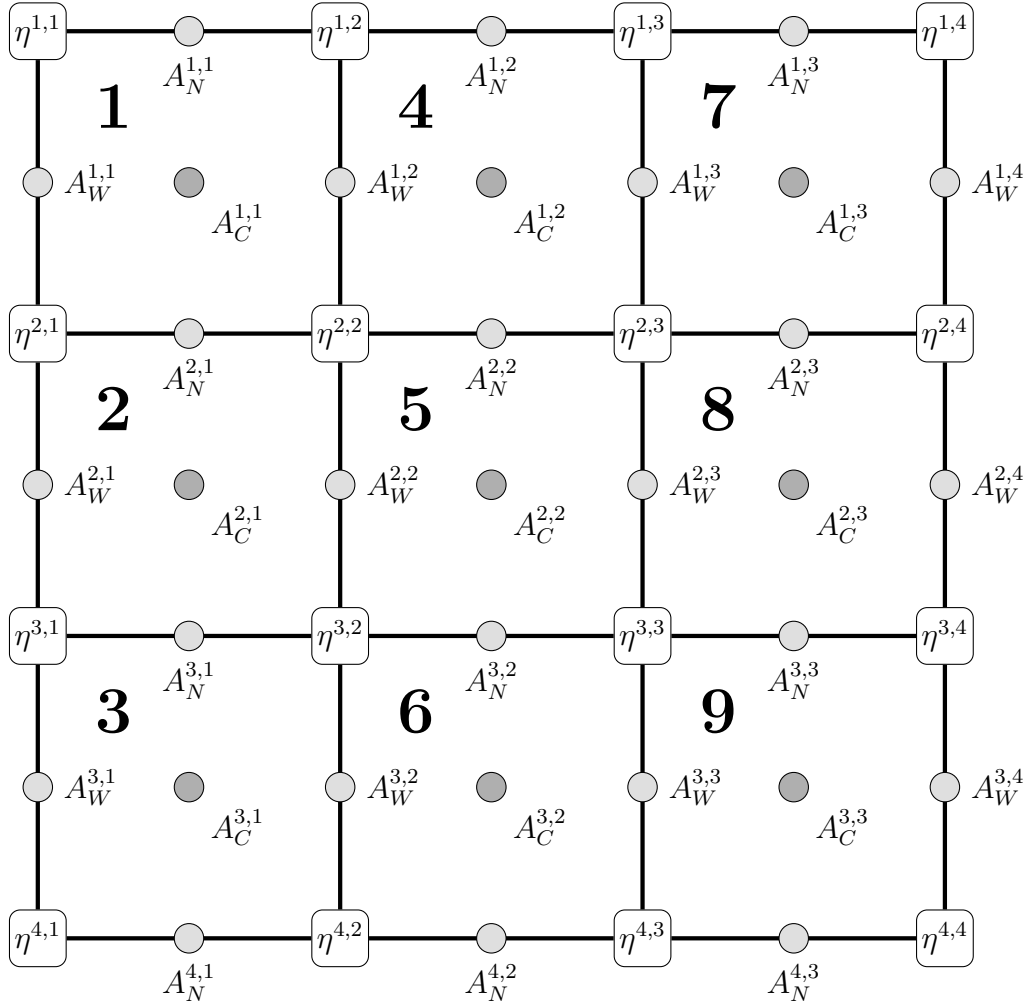 η^{1,1} η^{1,2} η^{1,3} η^{1,4}
A_N^{1,1} A_N^{1,2} A_N^{1,3}
1 4 7
A_W^{1,1} A_W^{1,2} A_W^{1,3} A_W^{1,4}
A_C^{1,1} A_C^{1,2} A_C^{1,3}
η^{2,1} η^{2,2} η^{2,3} η^{2,4}
A_N^{2,1} A_N^{2,2} A_N^{2,3}
2 5 8
A_W^{2,1} A_W^{2,2} A_W^{2,3} A_W^{2,4}
A_C^{2,1} A_C^{2,2} A_C^{2,3}
η^{3,1} η^{3,2} η^{3,3} η^{3,4}
A_N^{3,1} A_N^{3,2} A_N^{3,3}
3 6 9
A_W^{3,1} A_W^{3,2} A_W^{3,3} A_W^{3,4}
A_C^{3,1} A_C^{3,2} A_C^{3,3}
η^{4,1} η^{4,2} η^{4,3} η^{4,4}
A_N^{4,1} A_N^{4,2} A_N^{4,3}